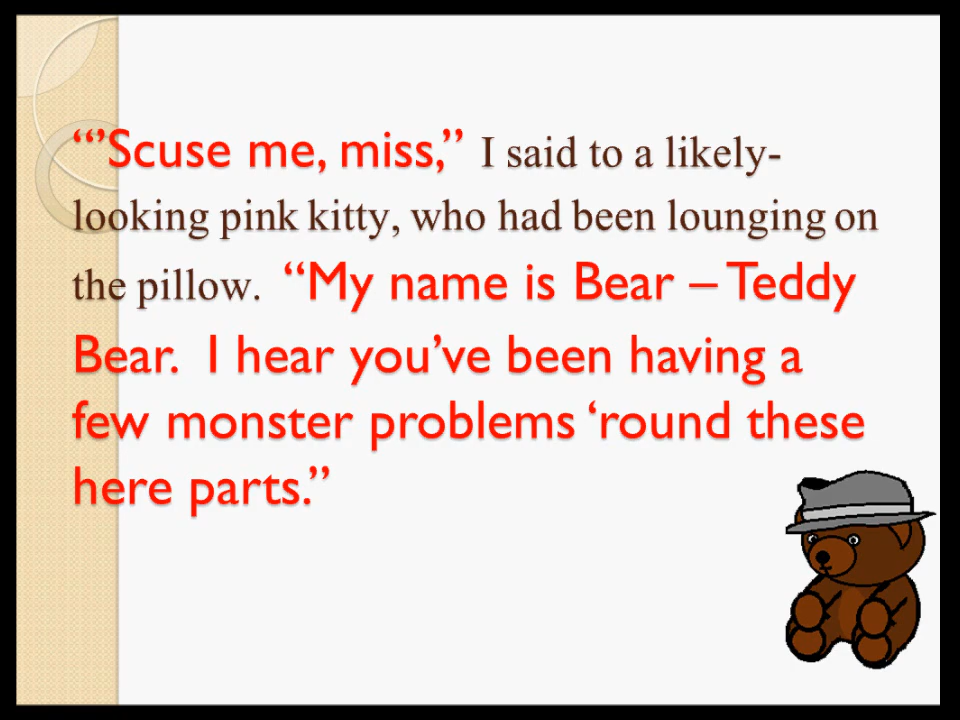 “’Scuse me, miss,” I said to a likely-
looking pink kitty, who had been lounging on
the pillow. “My name is Bear – Teddy
Bear. I hear you’ve been having a
few monster problems ‘round these
here parts.”